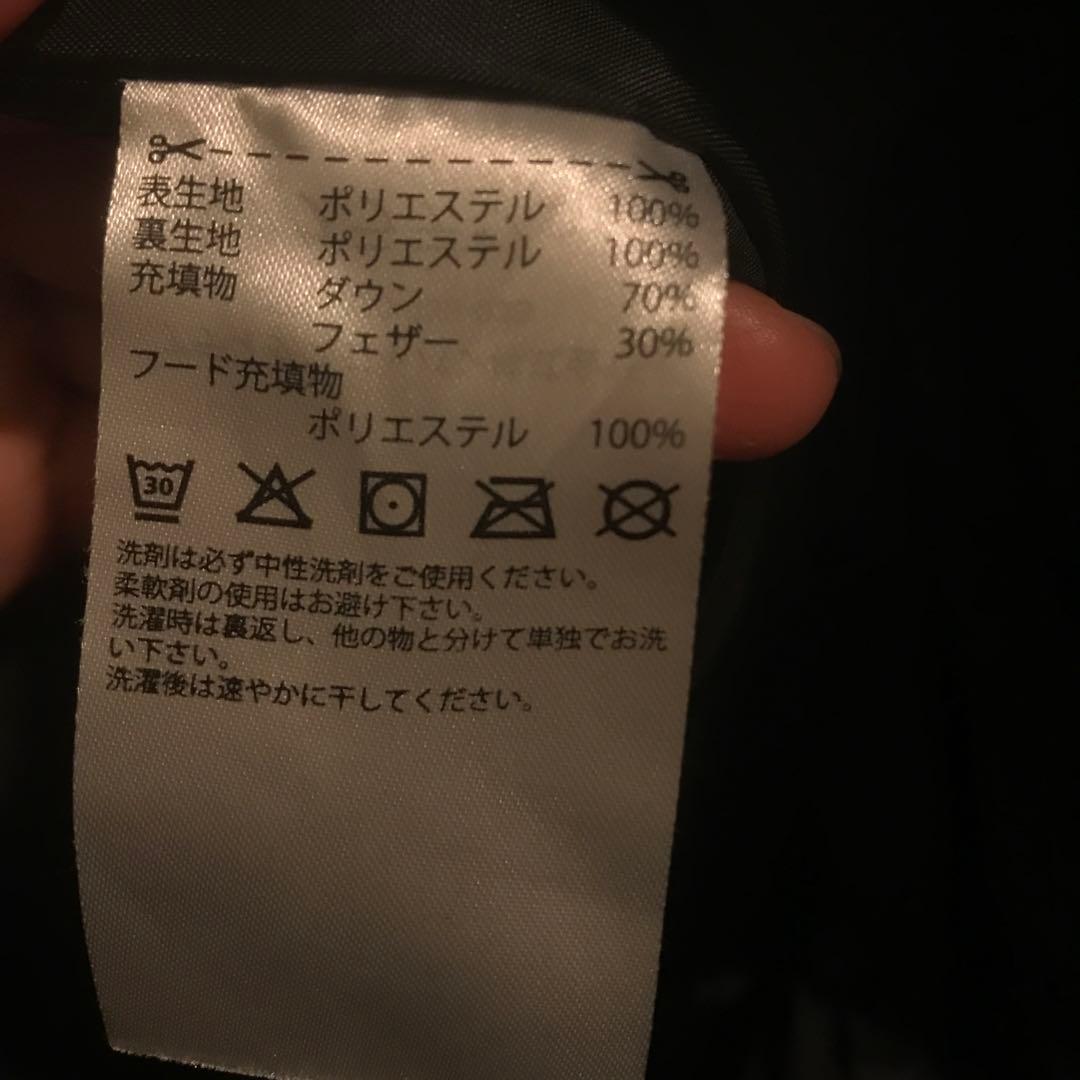 表生地 ポリエステル 100%
裏生地 ポリエステル 100%
充填物 ダウン 70%
フェザー 30%
フード充填物
ポリエステル 100%
30
洗剤は必ず中性洗剤をご使用ください。
柔軟剤の使用はお避け下さい。
洗濯時は裏返し、他の物と分けて単独でお洗
い下さい。
洗濯後は速やかに干してください。